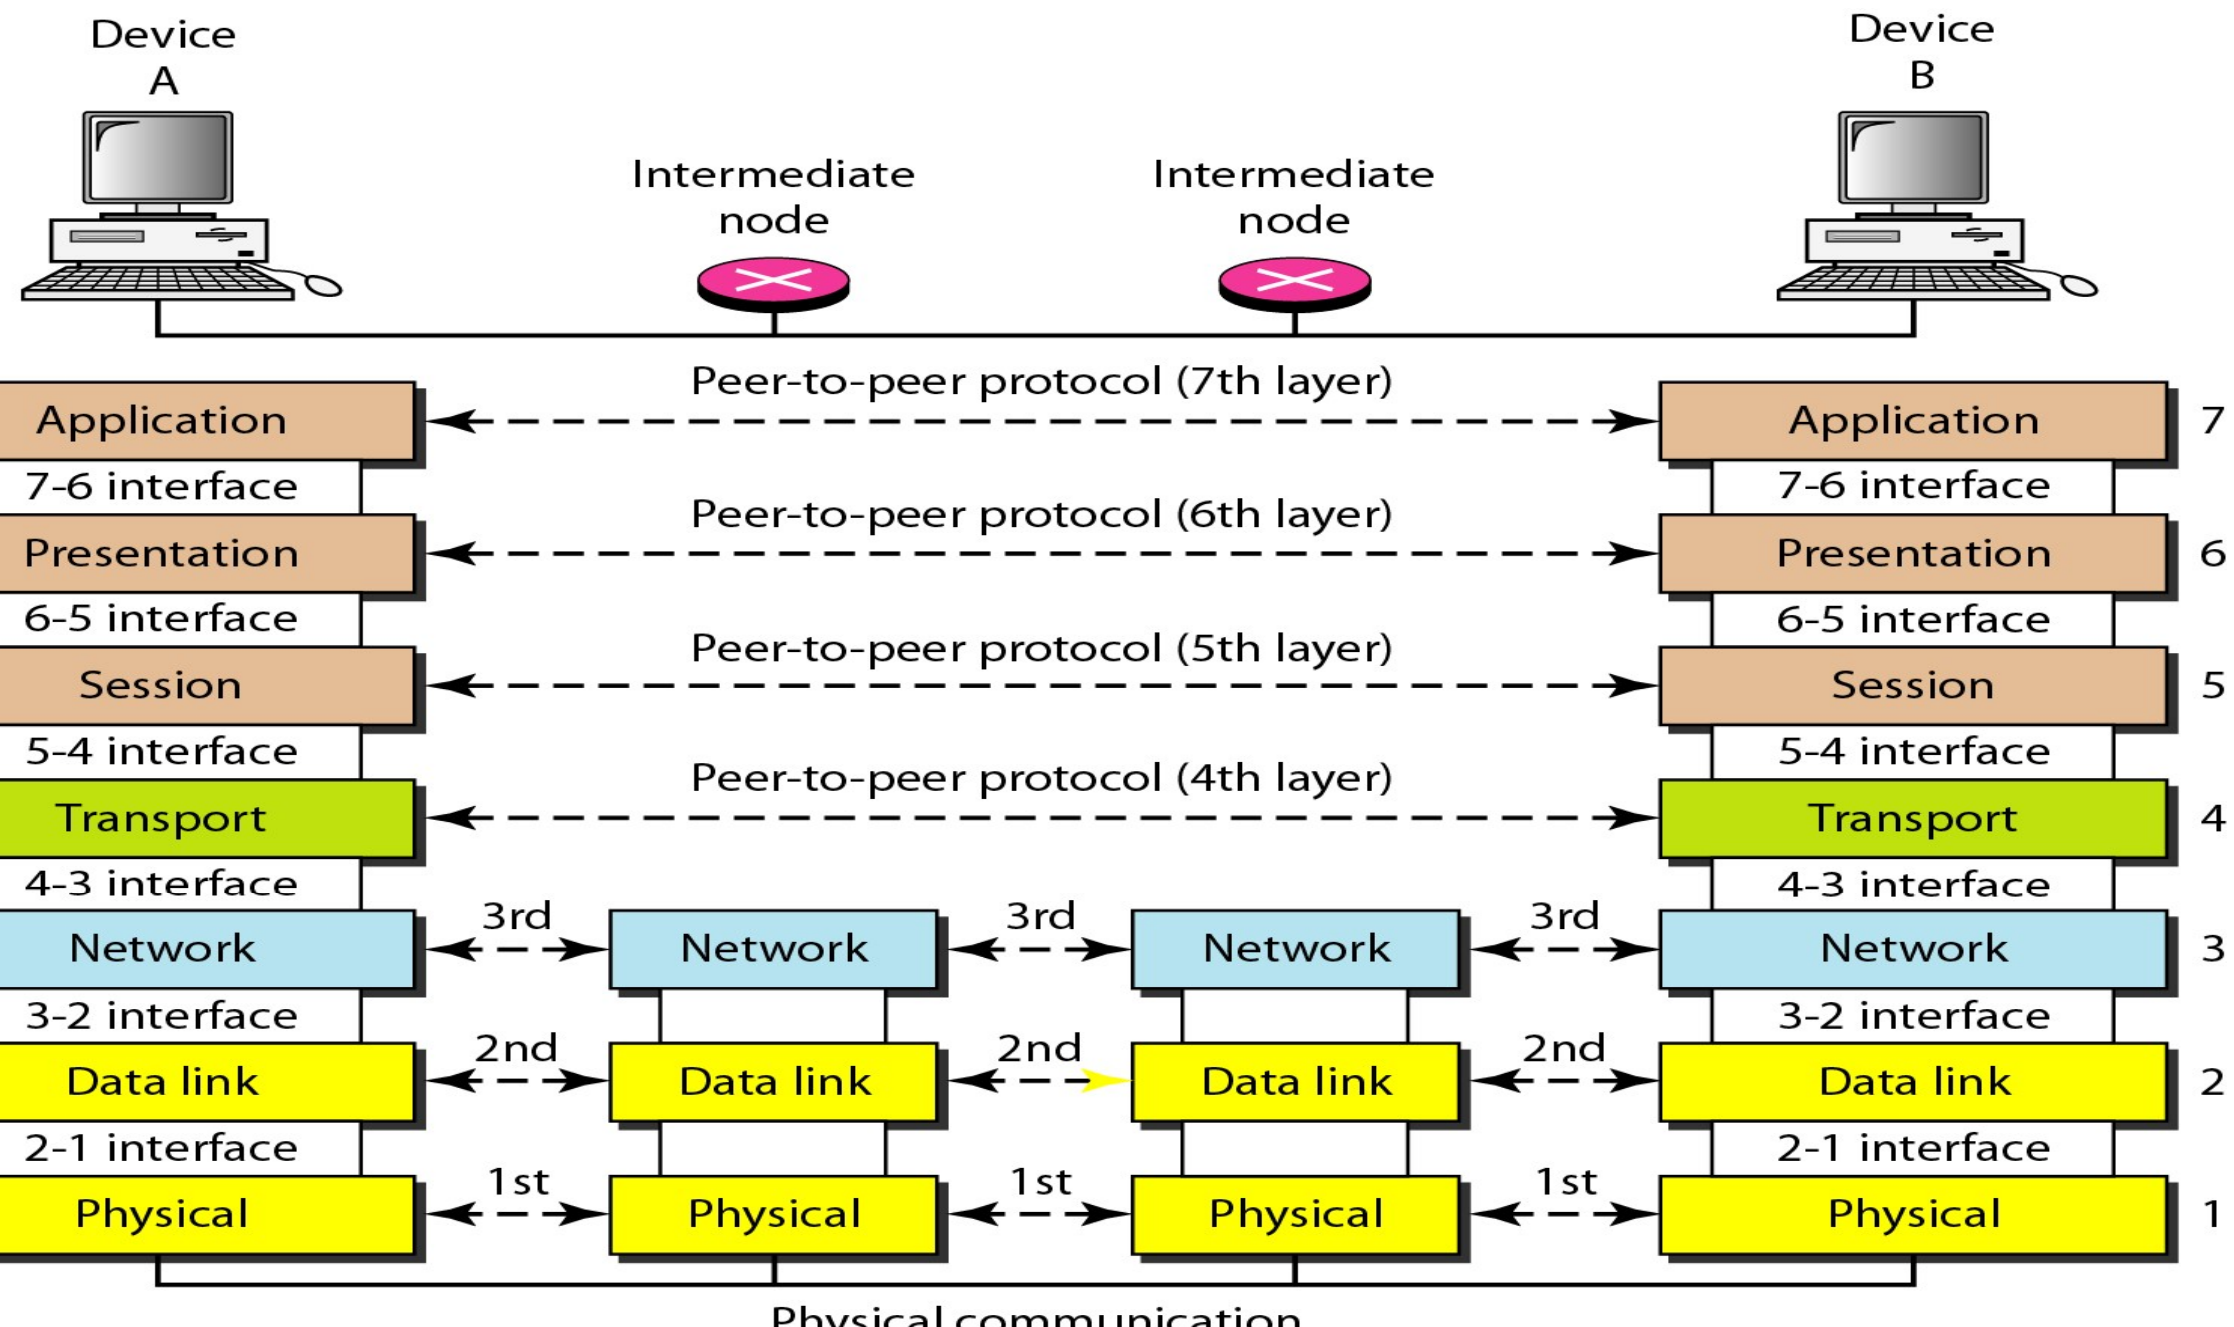 Device
A
Device
B
Intermediate
node
Intermediate
node
Peer-to-peer protocol (7th layer)
Application
Application
7
7-6 interface
7-6 interface
Peer-to-peer protocol (6th layer)
Presentation
Presentation
6
6-5 interface
6-5 interface
Peer-to-peer protocol (5th layer)
Session
Session
5
5-4 interface
5-4 interface
Peer-to-peer protocol (4th layer)
Transport
Transport
4
4-3 interface
4-3 interface
3rd
3rd
3rd
Network
Network
Network
Network
3
3-2 interface
3-2 interface
2nd
2nd
2nd
Data link
Data link
Data link
Data link
2
2-1 interface
2-1 interface
1st
1st
1st
Physical
Physical
Physical
Physical
1
Physical communication